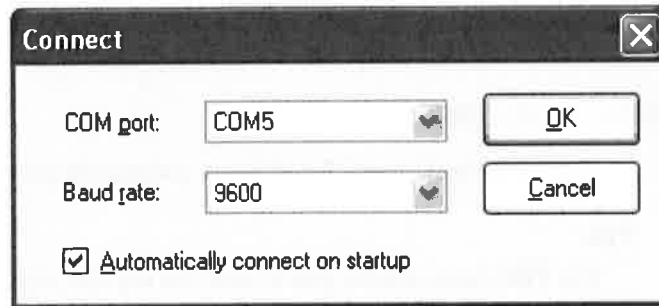 Connect
COM port: COM5 OK
Baud rate: 9600 Cancel
Automatically connect on startup